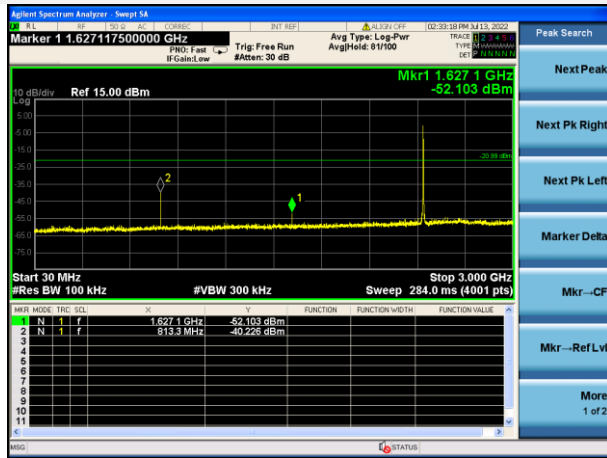 Agilent Spectrum Analyzer - Swept SA
RL RF 50 Ω AC CORREC INT REF ALIGN OFF 02:33:18 PM Jul 13, 2022
Marker 1 1.627117500000 GHz
PNO: Fast
IFGain:Low
Trig: Free Run
#Atten: 30 dB
Avg Type: Log-Pwr
Avg|Hold: 81/100
TRACE 1 2 3 4 5 6
TYPE M WWWWW
DET P N N N N N
Peak Search
Mkr1 1.627 1 GHz
-52.103 dBm
10 dB/div Ref 15.00 dBm
Log
5.00
-5.00
-15.0
-25.0
-35.0
-45.0
-55.0
-65.0
-75.0
-20.99 dBm
2
1
Start 30 MHz
Stop 3.000 GHz
#Res BW 100 kHz
#VBW 300 kHz
Sweep 284.0 ms (4001 pts)
MKR MODE TRC SCL X Y FUNCTION FUNCTION WIDTH FUNCTION VALUE
1 N 1 f 1.627 1 GHz -52.103 dBm
2 N 1 f 813.3 MHz -40.226 dBm
3
4
5
6
7
8
9
10
11
MSG
STATUS
Next Peak
Next Pk Right
Next Pk Left
Marker Delta
Mkr→CF
Mkr→Ref Lvl
More
1 of 2